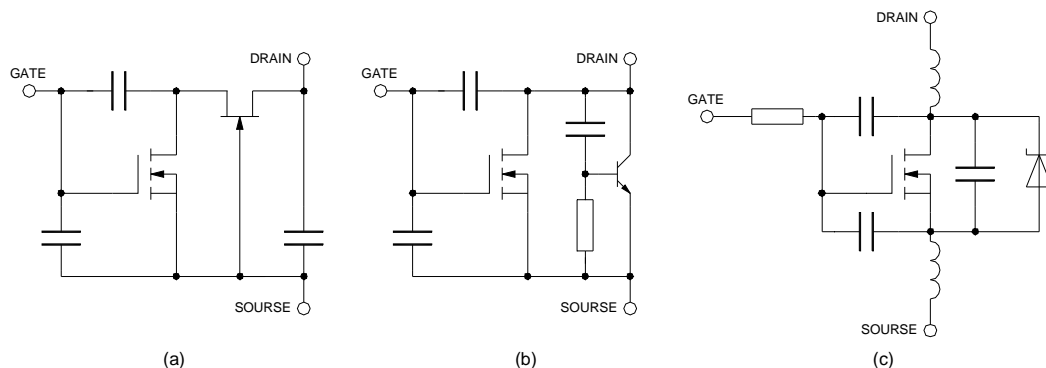 DRAIN
GATE
SOURSE
(a)
DRAIN
GATE
SOURSE
(b)
DRAIN
GATE
SOURSE
(c)